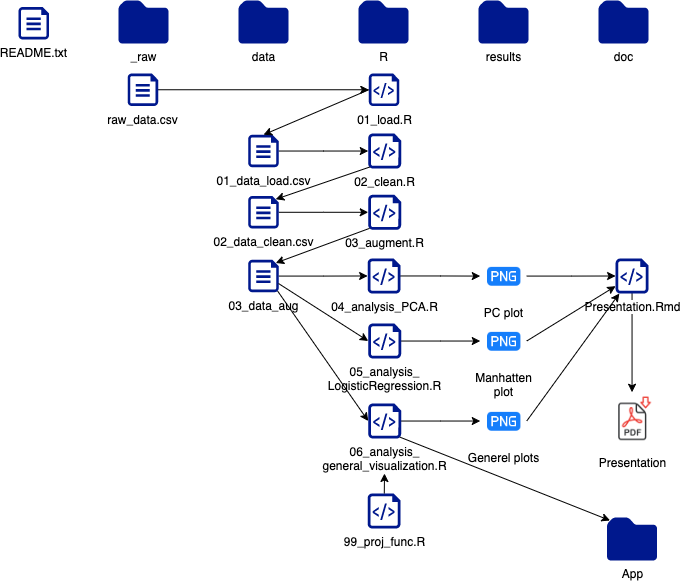 README.txt
_raw
data
R
results
doc
raw_data.csv
01_load.R
01_data_load.csv
02_clean.R
02_data_clean.csv
03_augment.R
03_data_aug
04_analysis_PCA.R
PNG
PC plot
Presentation.Rmd
05_analysis_
LogisticRegression.R
PNG
Manhatten
plot
06_analysis_
general_visualization.R
PNG
Generel plots
PDF
Presentation
99_proj_func.R
App